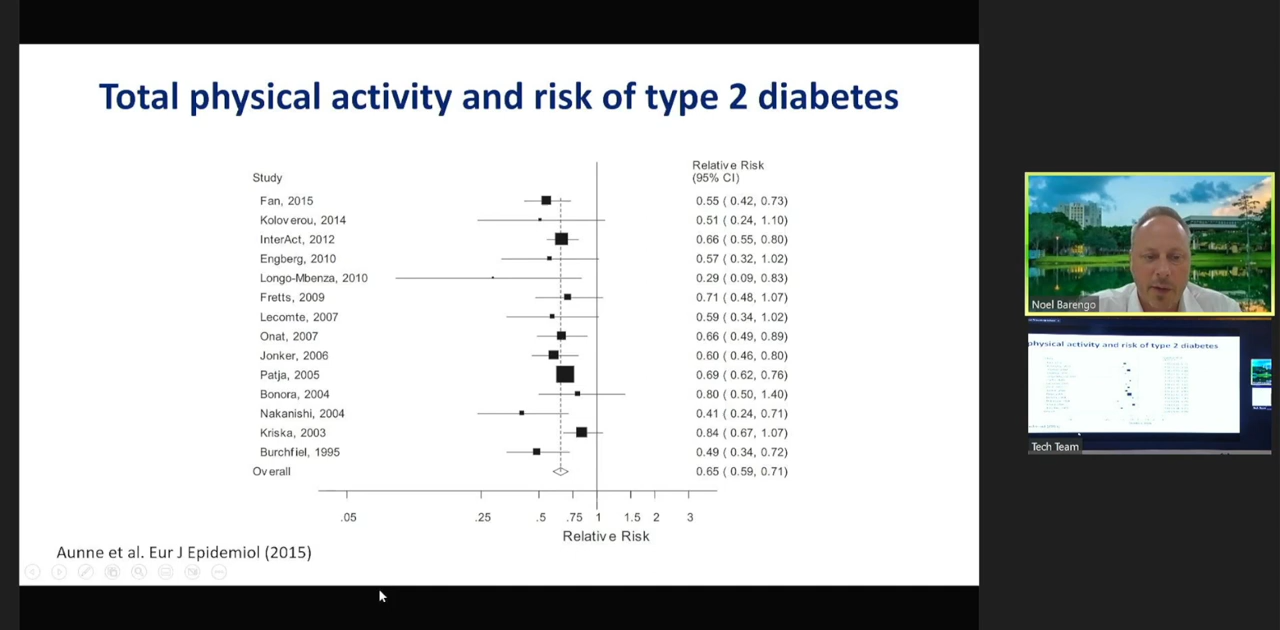 Total physical activity and risk of type 2 diabetes
Relative Risk
Study (95% CI)
Fan, 2015 0.55 ( 0.42, 0.73)
Koloverou, 2014 0.51 ( 0.24, 1.10)
InterAct, 2012 0.66 ( 0.55, 0.80)
Engberg, 2010 0.57 ( 0.32, 1.02)
Longo-Mbenza, 2010 0.29 ( 0.09, 0.83)
Fretts, 2009 0.71 ( 0.48, 1.07)
Lecomte, 2007 0.59 ( 0.34, 1.02)
Onat, 2007 0.66 ( 0.49, 0.89)
Jonker, 2006 0.60 ( 0.46, 0.80)
Patja, 2005 0.69 ( 0.62, 0.76)
Bonora, 2004 0.80 ( 0.50, 1.40)
Nakanishi, 2004 0.41 ( 0.24, 0.71)
Kriska, 2003 0.84 ( 0.67, 1.07)
Burchfiel, 1995 0.49 ( 0.34, 0.72)
Overall 0.65 ( 0.59, 0.71)
.05 .25 .5 .75 1 1.5 2 3
Relative Risk
Aunne et al. Eur J Epidemiol (2015)
Noel Barengo
physical activity and risk of type 2 diabetes
Tech Team